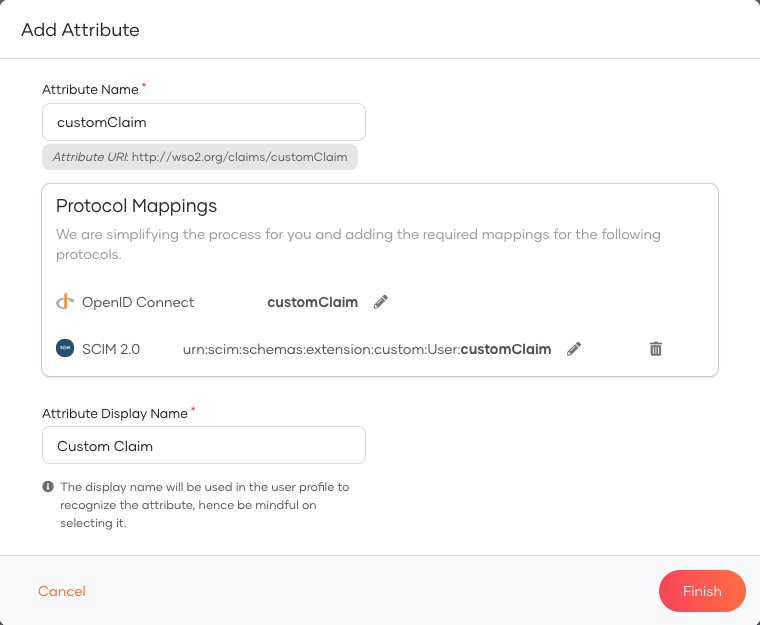 Add Attribute
Attribute Name *
customClaim
Attribute URI: http://wso2.org/claims/customClaim
Protocol Mappings
We are simplifying the process for you and adding the required mappings for the following
protocols.
OpenID Connect customClaim
SCIM SCIM 2.0 urn:scim:schemas:extension:custom:User:customClaim
Attribute Display Name *
Custom Claim
The display name will be used in the user profile to
recognize the attribute, hence be mindful on
selecting it.
Cancel Finish